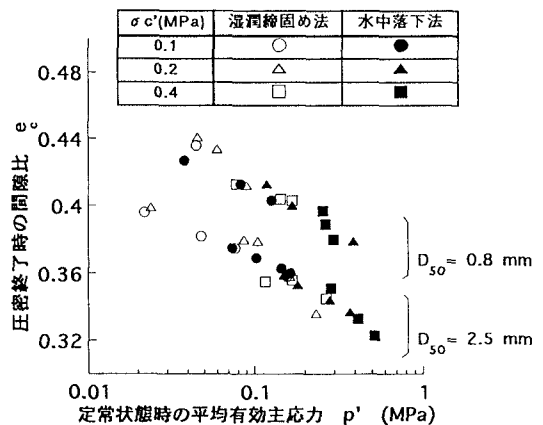 σc'(MPa) 湿潤締固め法 水中落下法
0.1 ○ ●
0.2 △ ▲
0.4 □ ■
圧密終了時の間隙比 e_c
0.48
0.44
0.4
0.36
0.32
D50= 0.8 mm
D50= 2.5 mm
0.01 0.1 1
定常状態時の平均有効主応力 p' (MPa)